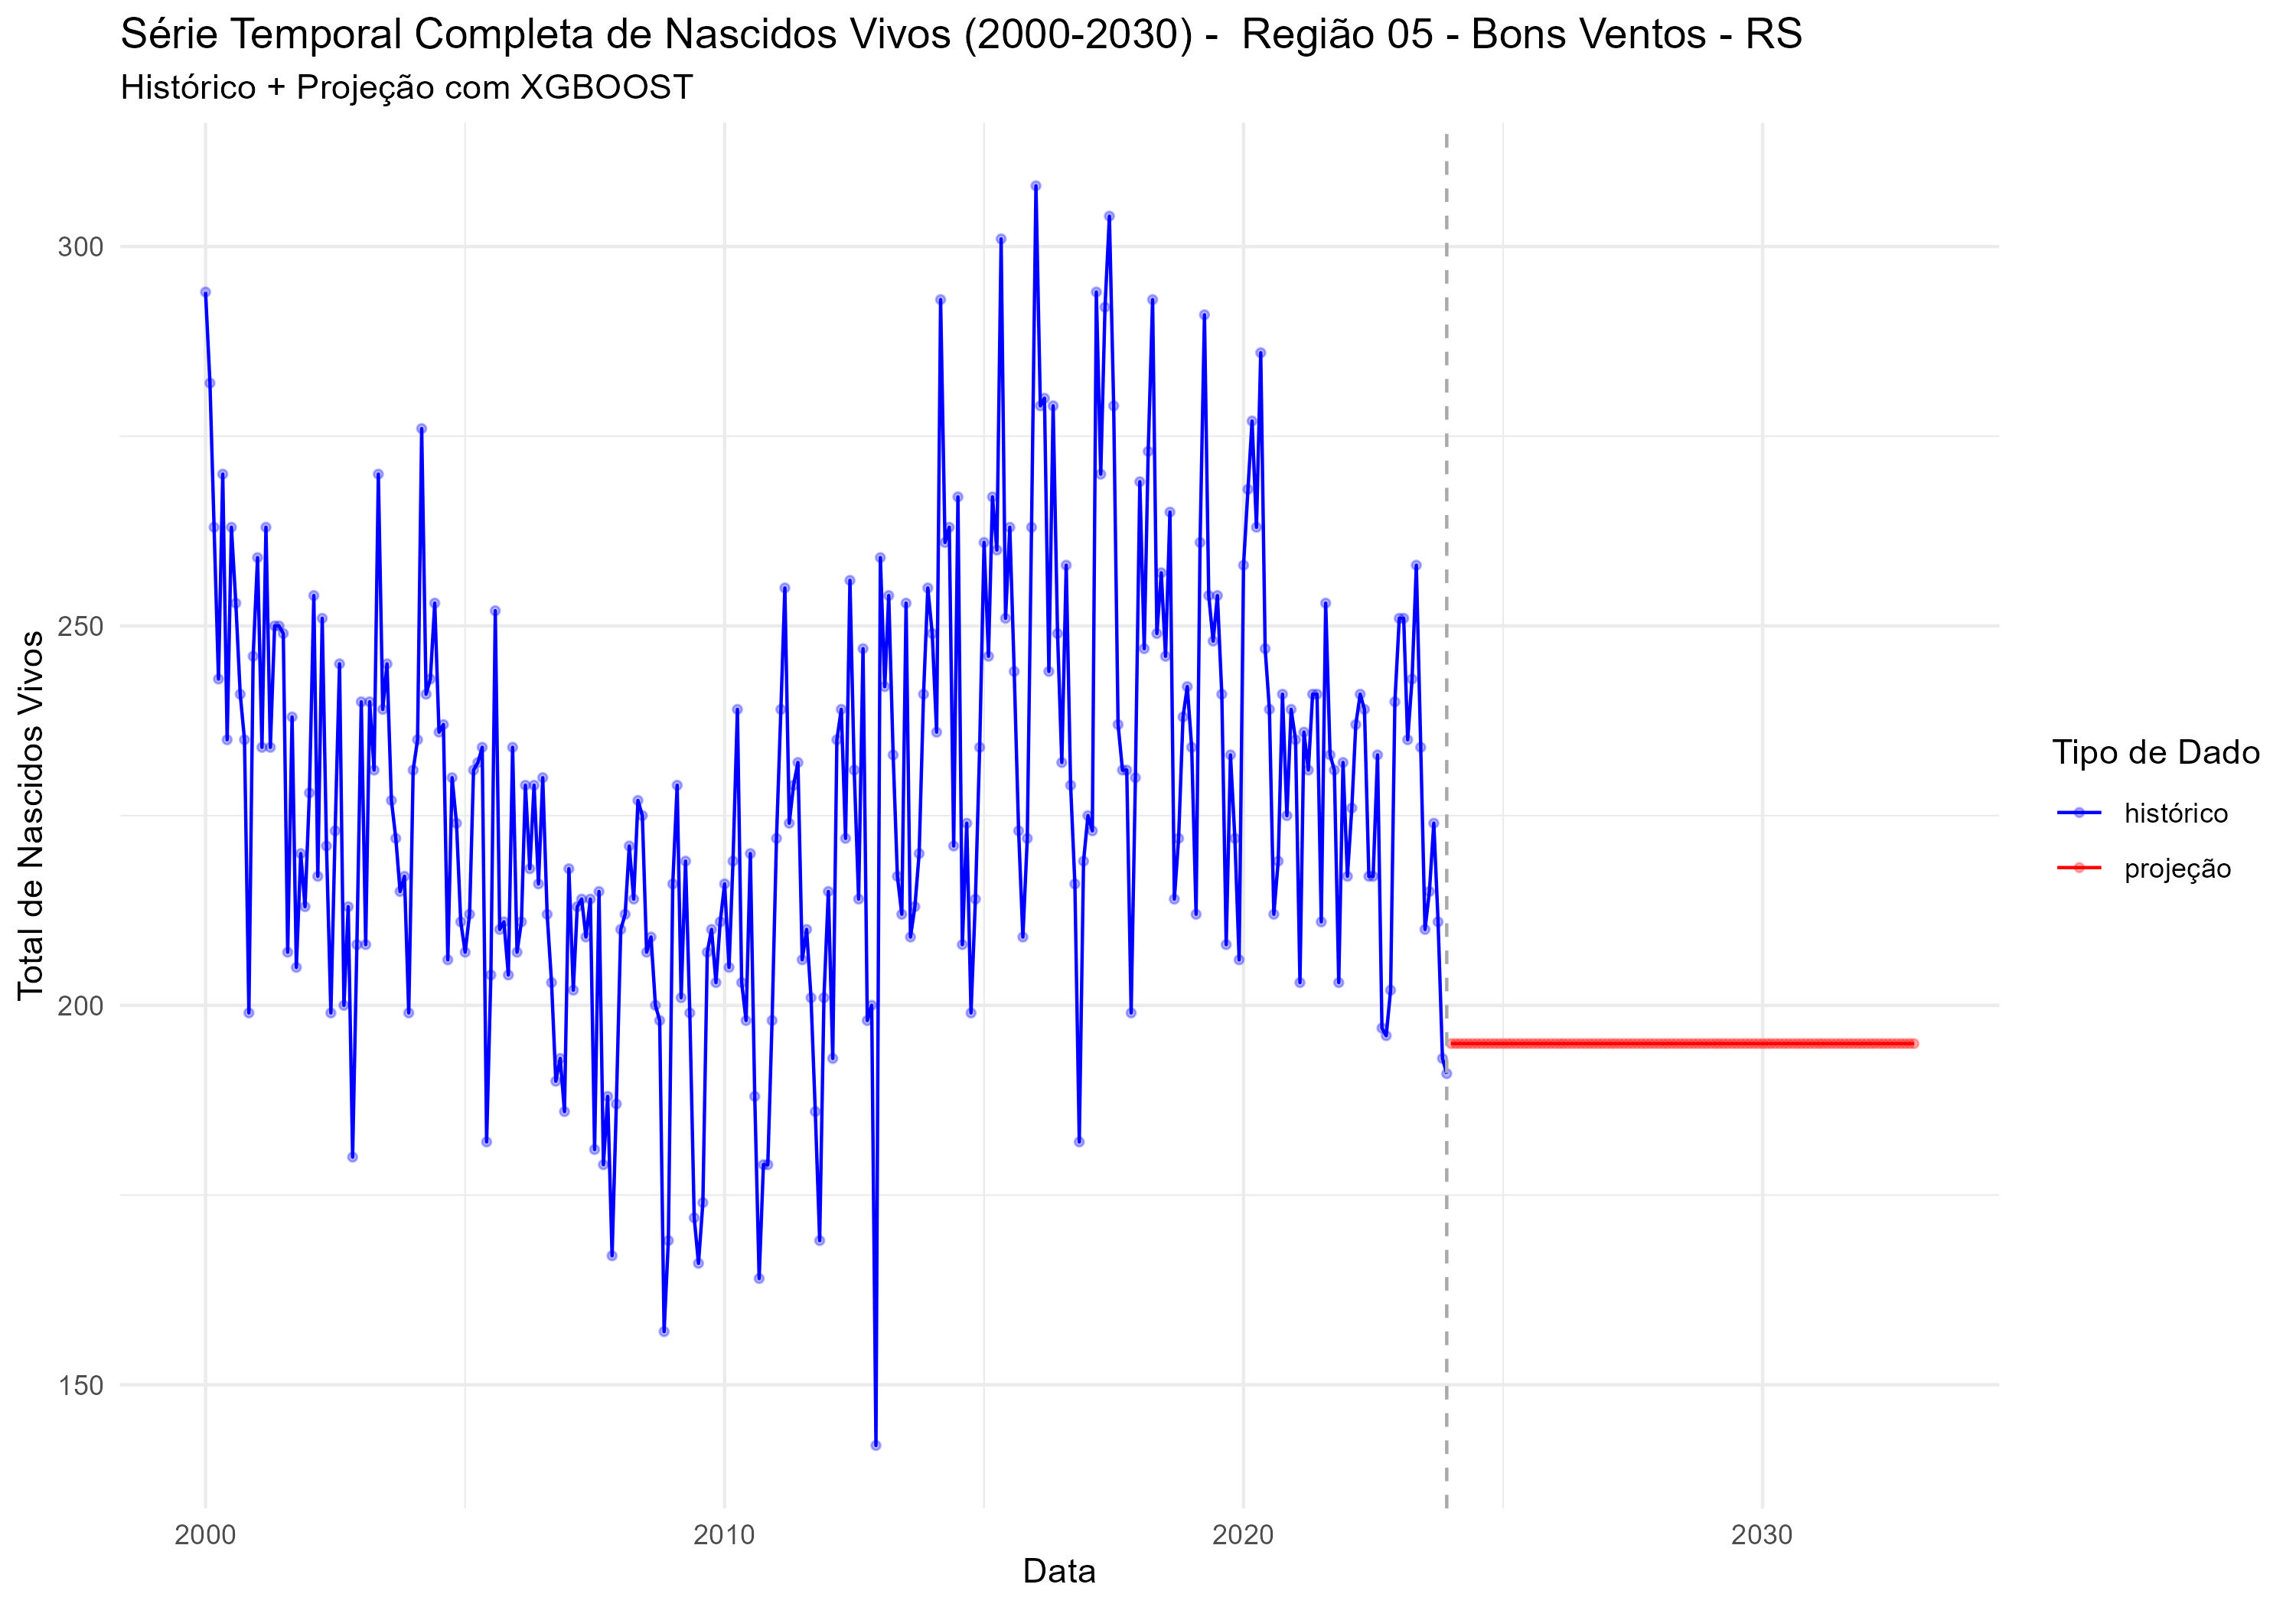 Série Temporal Completa de Nascidos Vivos (2000-2030) -  Região 05 - Bons Ventos - RS
Histórico + Projeção com XGBOOST
Total de Nascidos Vivos
300
250
200
150
2000
2010
2020
2030
Data
Tipo de Dado
histórico
projeção